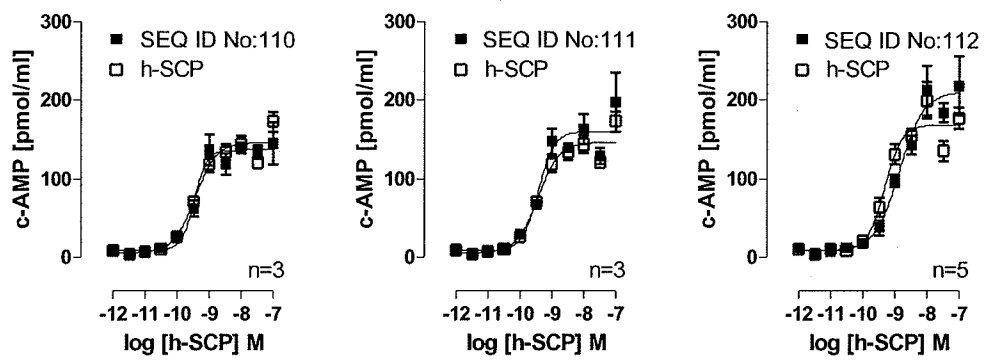 300
200
100
0
c-AMP [pmol/ml]
SEQ ID No:110
h-SCP
n=3
-12 -11 -10 -9 -8 -7
log [h-SCP] M
300
200
100
0
c-AMP [pmol/ml]
SEQ ID No:111
h-SCP
n=3
-12 -11 -10 -9 -8 -7
log [h-SCP] M
300
200
100
0
c-AMP [pmol/ml]
SEQ ID No:112
h-SCP
n=5
-12 -11 -10 -9 -8 -7
log [h-SCP] M